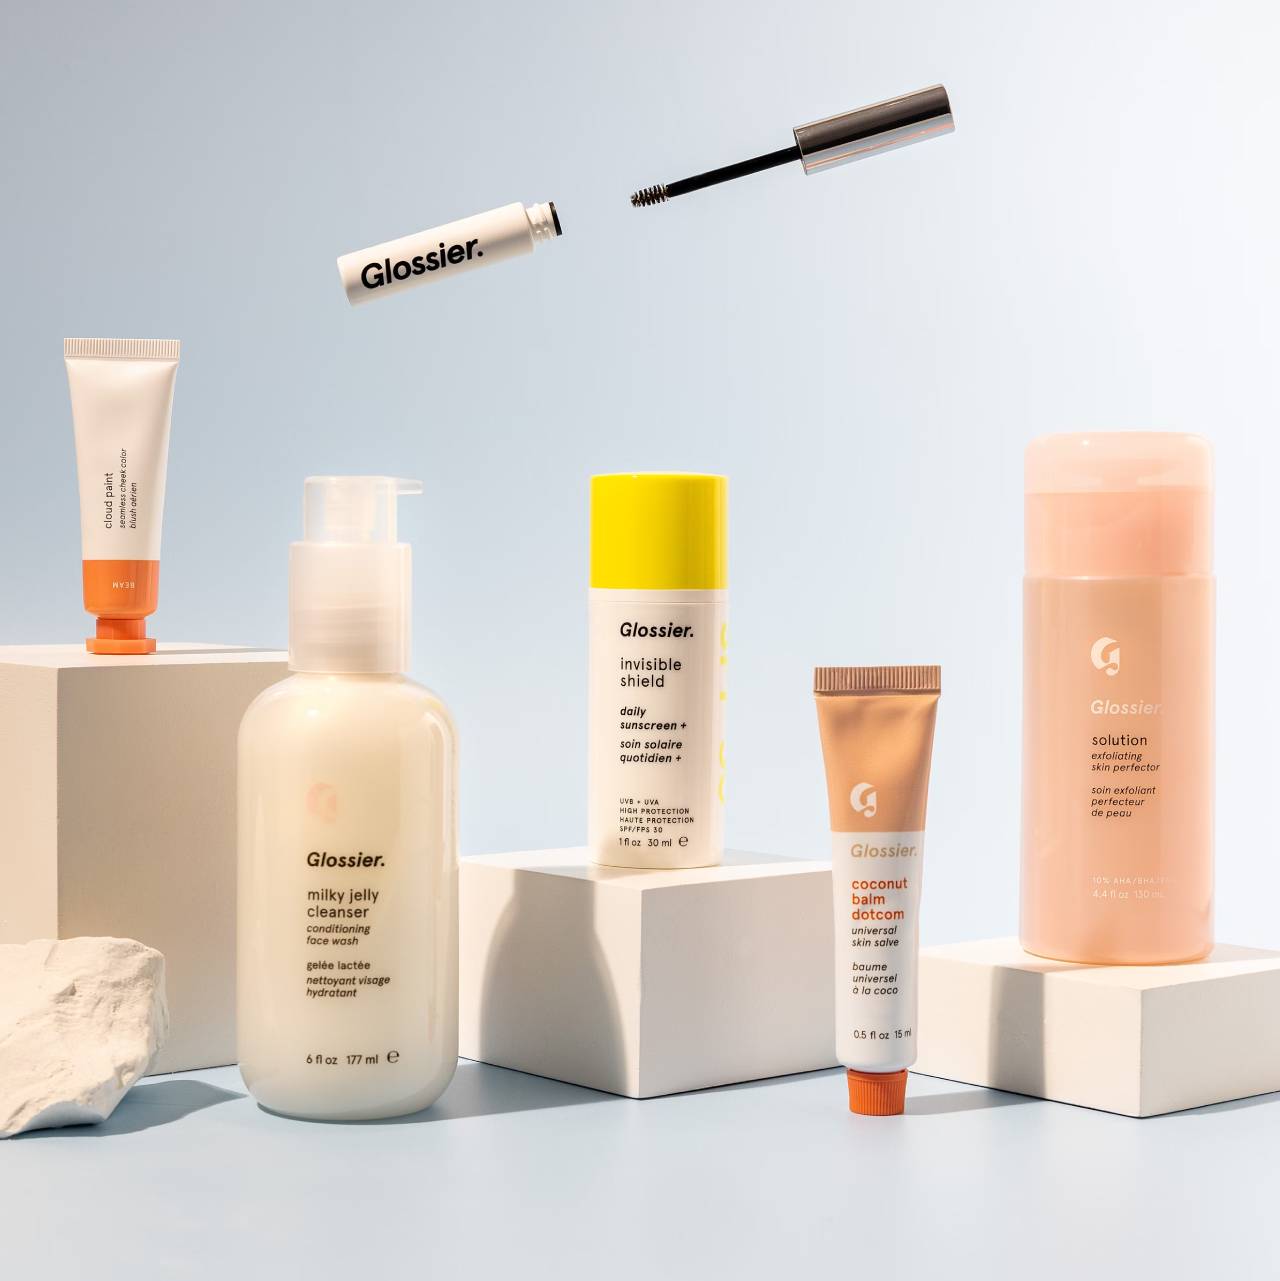 Glossier.
cloud paint
seamless cheek color
blush aérien
BEAM
Glossier.
milky jelly
cleanser
conditioning
face wash
gelée lactée
nettoyant visage
hydratant
6 fl oz 177 ml ℮
Glossier.
invisible
shield
daily
sunscreen +
soin solaire
quotidien +
UVB + UVA
HIGH PROTECTION
HAUTE PROTECTION
SPF/FPS 30
1 fl oz 30 ml ℮
Glossier.
coconut
balm
dotcom
universal
skin salve
baume
universel
à la coco
0.5 fl oz 15 ml
Glossier.
solution
exfoliating
skin perfector
soin exfoliant
perfecteur
de peau
10% AHA/BHA/
4.4 fl oz 130 ml